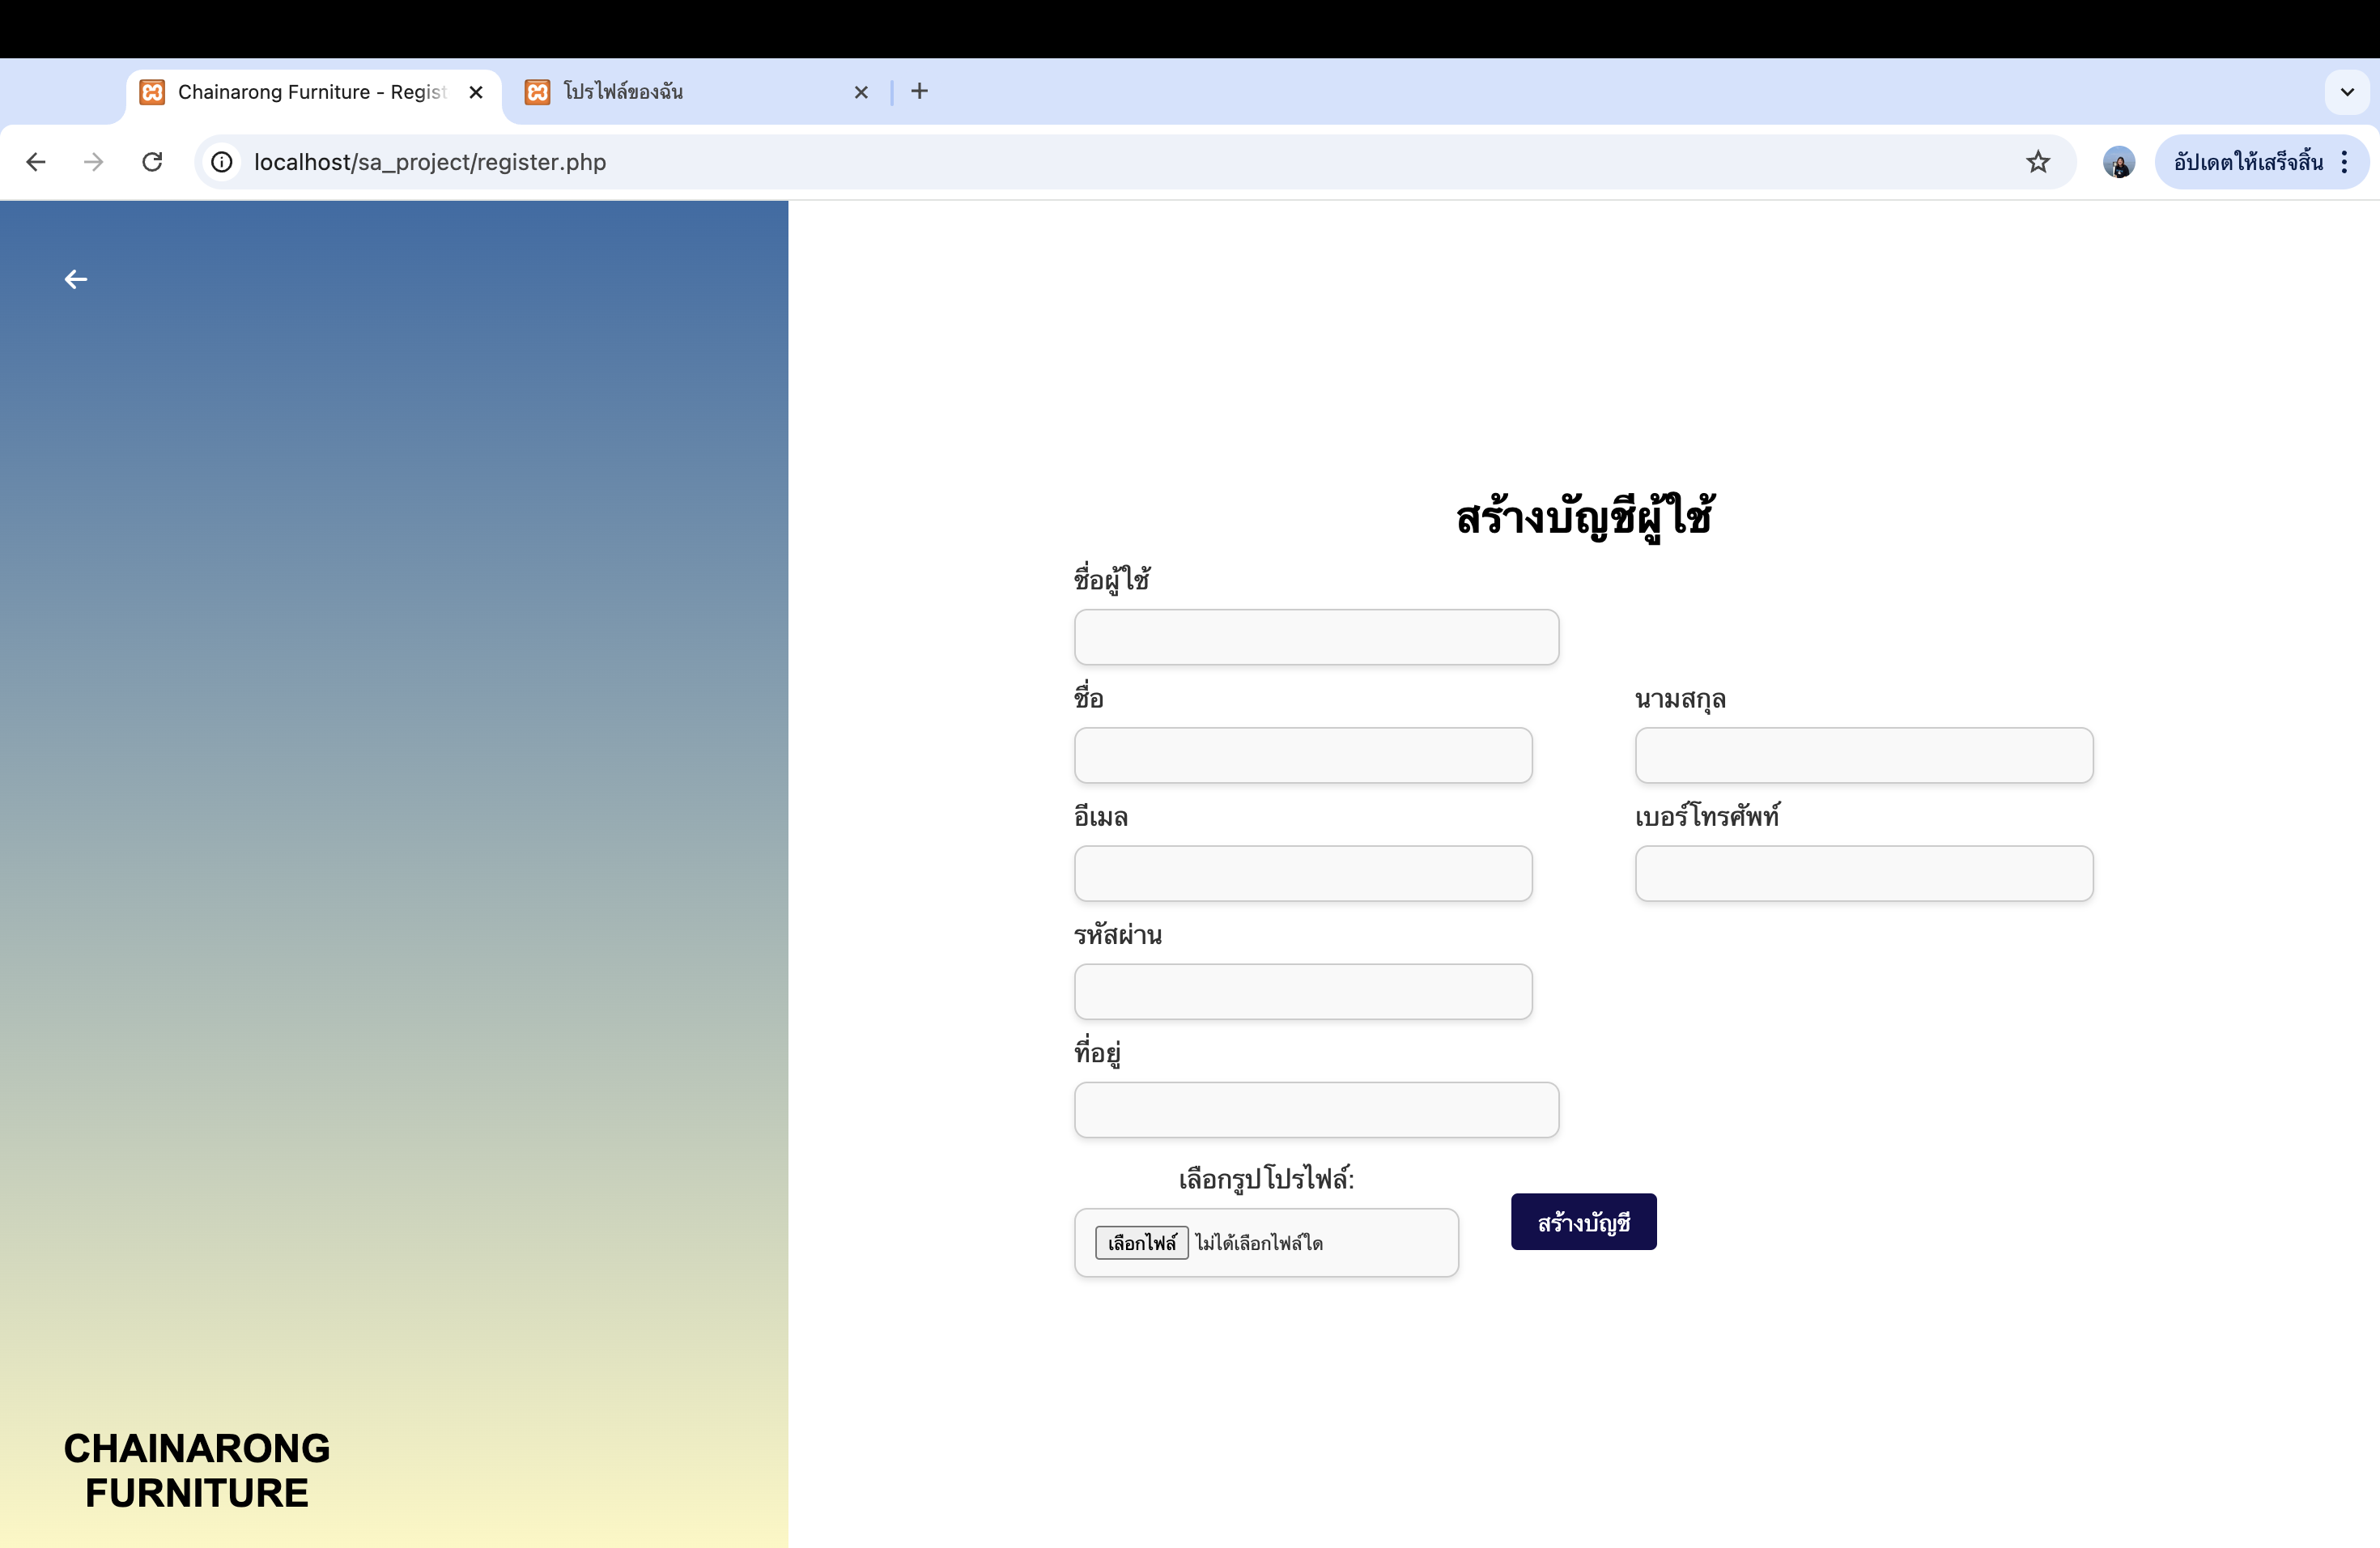 Chainarong Furniture - Regist
โปรไฟล์ของฉัน
localhost/sa_project/register.php
อัปเดตให้เสร็จสิ้น
สร้างบัญชีผู้ใช้
ชื่อผู้ใช้
ชื่อ นามสกุล
อีเมล เบอร์โทรศัพท์
รหัสผ่าน
ที่อยู่
เลือกรูปโปรไฟล์:
เลือกไฟล์ ไม่ได้เลือกไฟล์ใด
สร้างบัญชี
CHAINARONG
FURNITURE